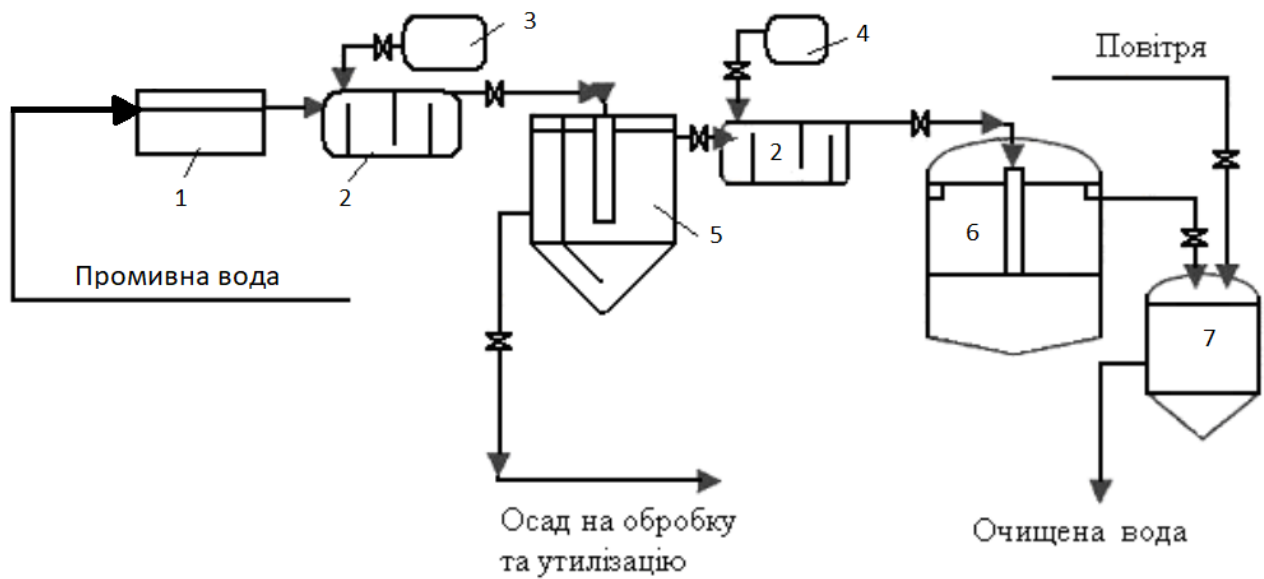 3
4
Повітря
1
2
2
5
6
7
Промивна вода
Осад на обробку
та утилізацію
Очищена вода